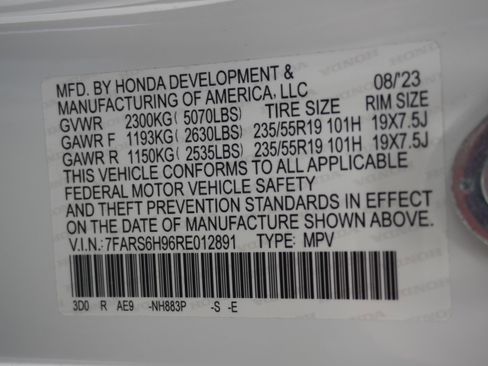 MFD. BY HONDA DEVELOPMENT & 08/'23
MANUFACTURING OF AMERICA, LLC
GVWR 2300KG( 5070LBS) TIRE SIZE RIM SIZE
GAWR F 1193KG( 2630LBS) 235/55R19 101H 19X7.5J
GAWR R 1150KG( 2535LBS) 235/55R19 101H 19X7.5J
THIS VEHICLE CONFORMS TO ALL APPLICABLE
FEDERAL MOTOR VEHICLE SAFETY
AND THEFT PREVENTION STANDARDS IN EFFECT
ON THE DATE OF MANUFACTURE SHOWN ABOVE.
V.I.N.: 7FARS6H96RE012891 TYPE: MPV
3D0 R AE9 -NH883P -S -E